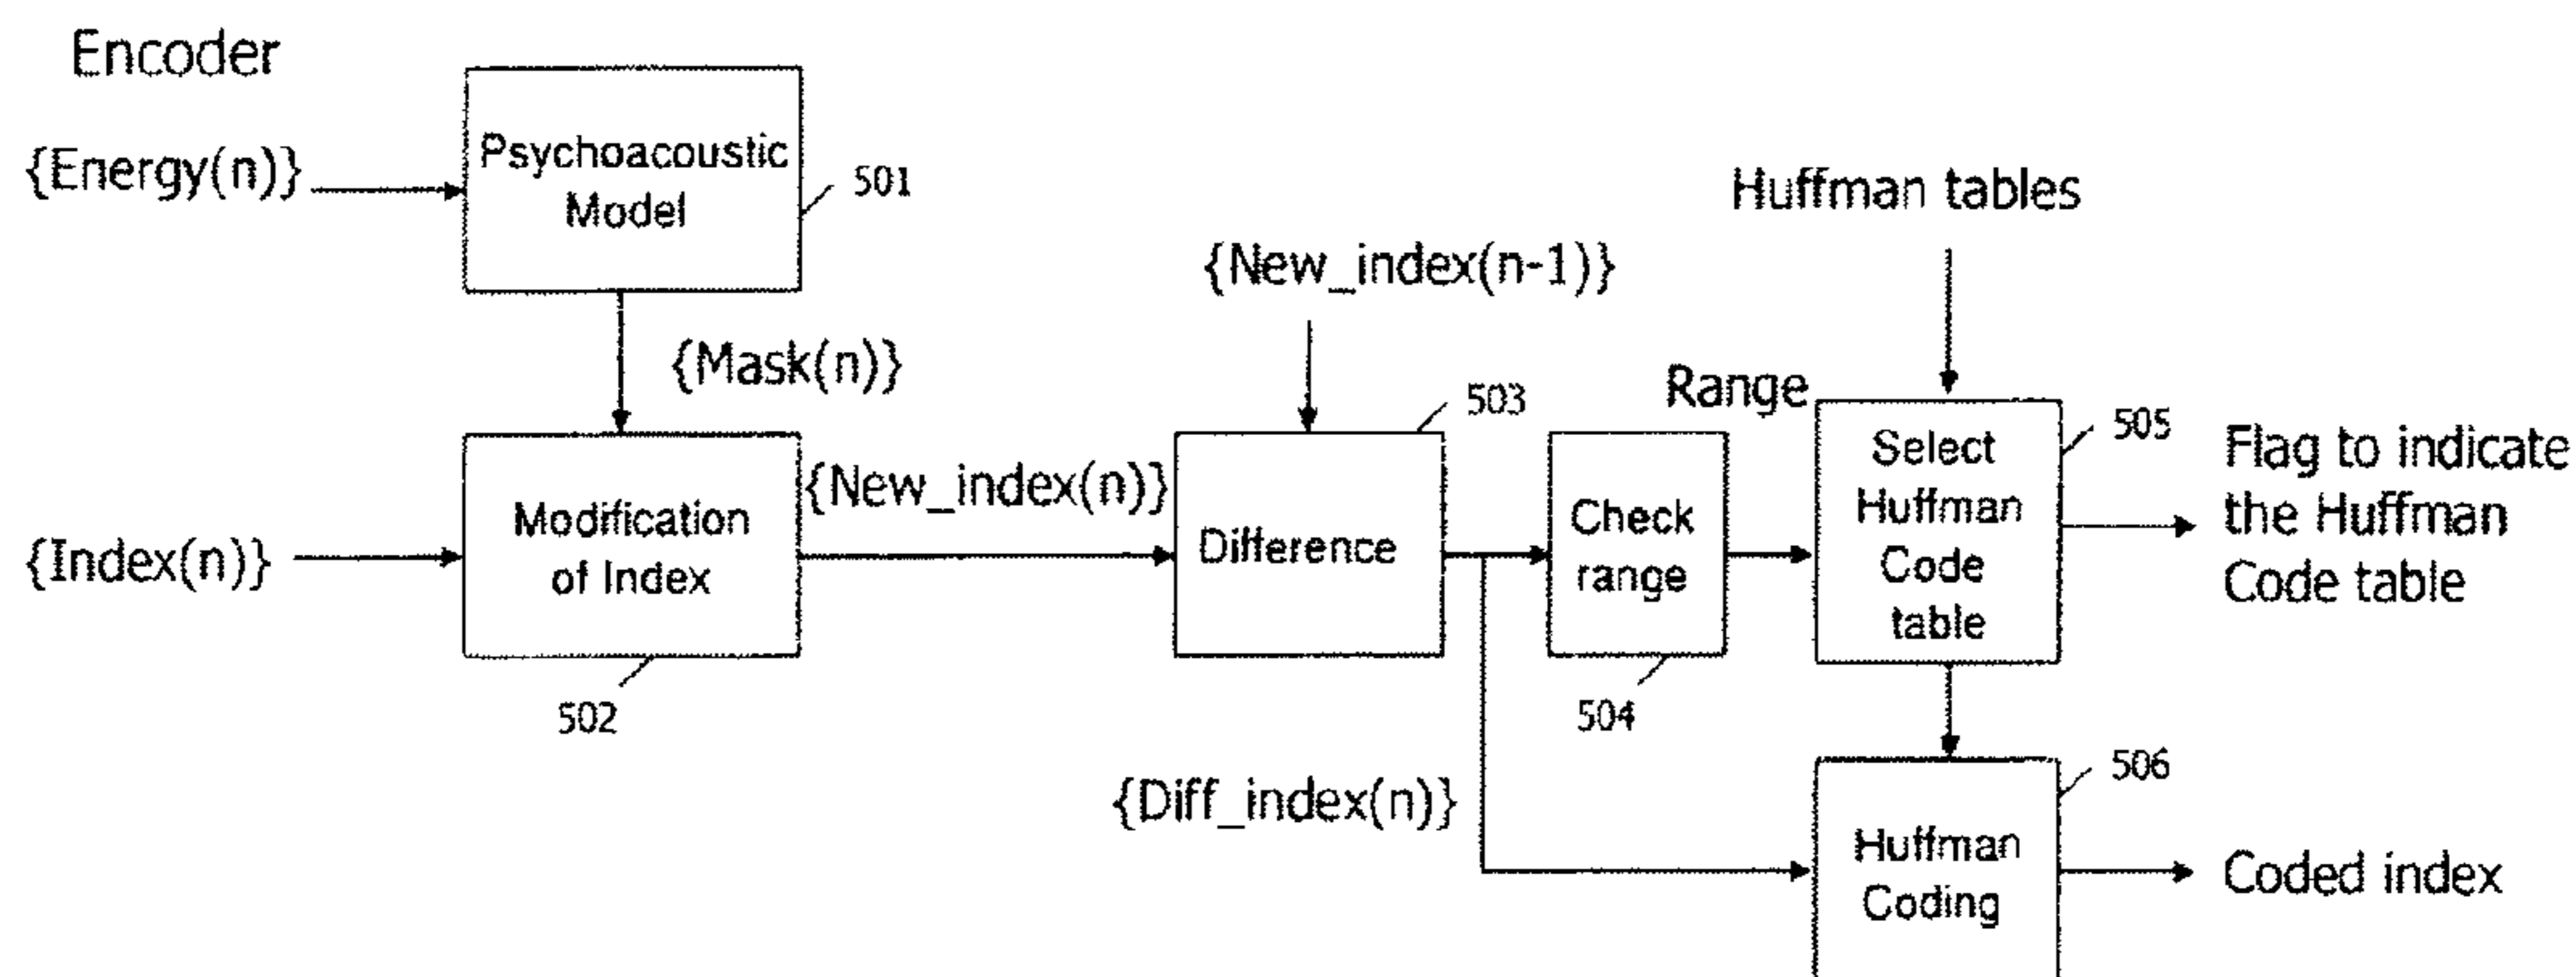 Encoder
{Energy(n)}
Psychoacoustic
Model
501
{Mask(n)}
{Index(n)}
Modification
of Index
502
{New_index(n)}
{New_index(n-1)}
Difference
503
{Diff_index(n)}
Check
range
504
Range
Huffman tables
Select
Huffman
Code
table
505
Flag to indicate
the Huffman
Code table
Huffman
Coding
506
Coded index